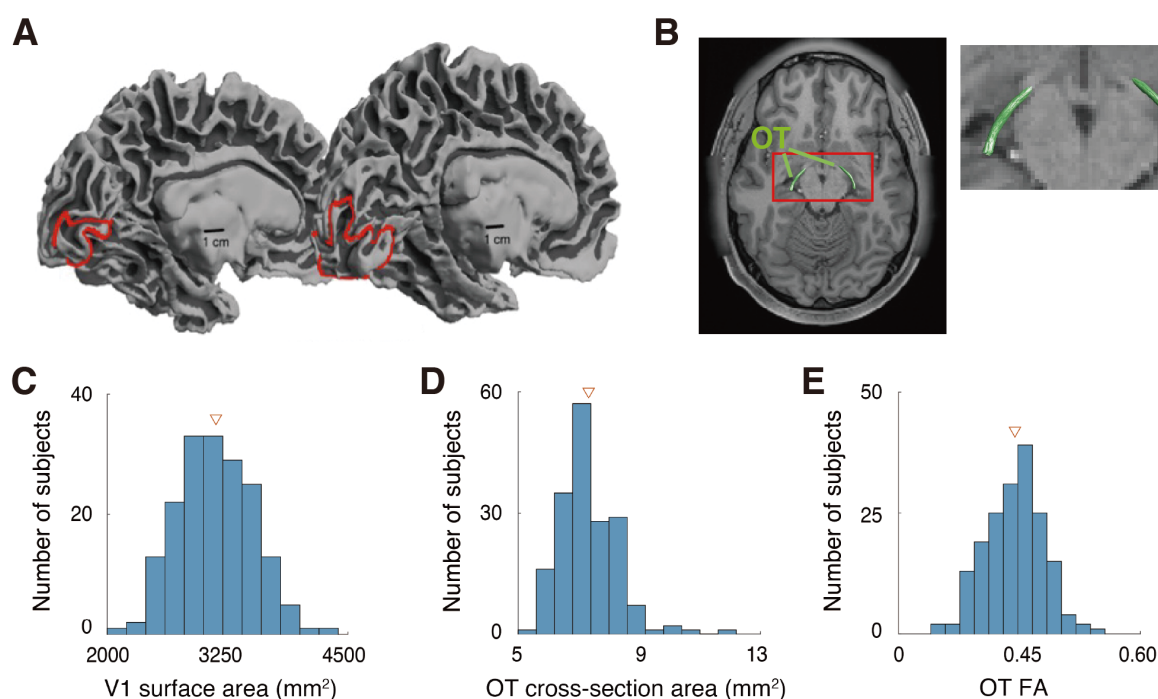 A
B
1 cm
1 cm
OT
C
D
E
40
20
0
Number of subjects
2000
3250
4500
V1 surface area (mm²)
60
30
0
Number of subjects
5
9
13
OT cross-section area (mm²)
50
25
0
Number of subjects
0
0.45
0.60
OT FA